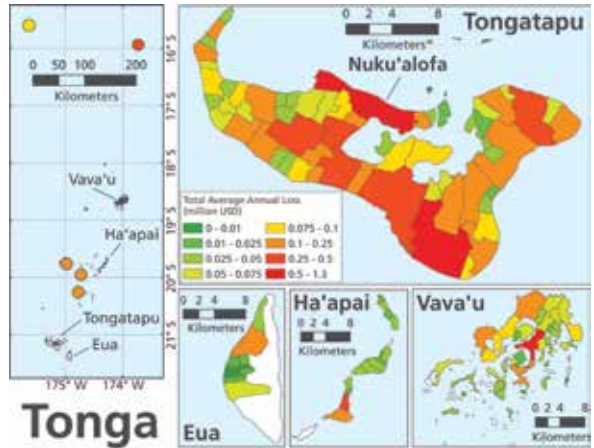 0 50 100 200
Kilometers
Vava'u
Ha'apai
Tongatapu
Eua
16° S
17° S
18° S
19° S
20° S
21° S
175° W 174° W
Tonga
0 2 4 8
Kilometers
Tongatapu
Nuku'alofa
Total Average Annual Loss
(million USD)
0 - 0.01
0.01 - 0.025
0.025 - 0.05
0.05 - 0.075
0.075 - 0.1
0.1 - 0.25
0.25 - 0.5
0.5 - 1.3
0 2 4 8
Kilometers
Eua
Ha'apai
0 2 4 8
Kilometers
Vava'u
0 2 4 8
Kilometers